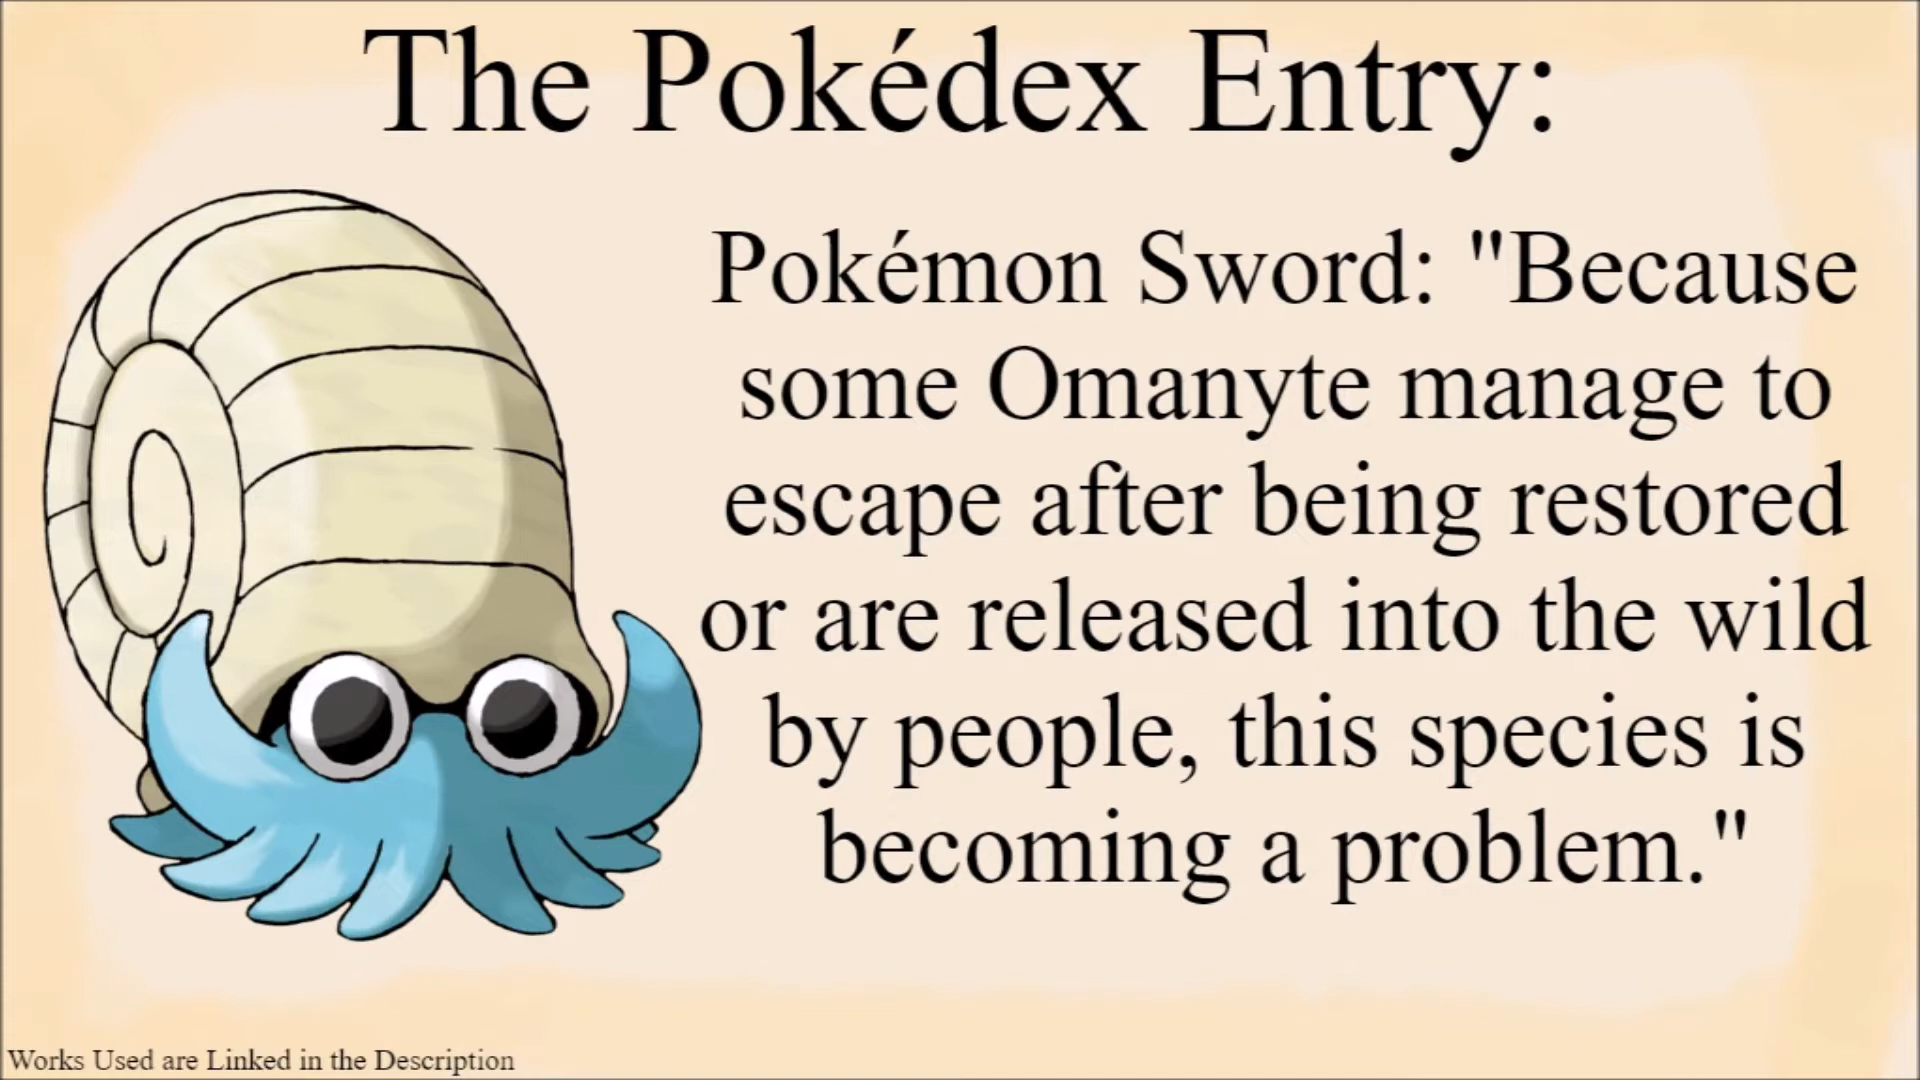 The Pokédex Entry:
Pokémon Sword: "Because
some Omanyte manage to
escape after being restored
or are released into the wild
by people, this species is
becoming a problem."
Works Used are Linked in the Description